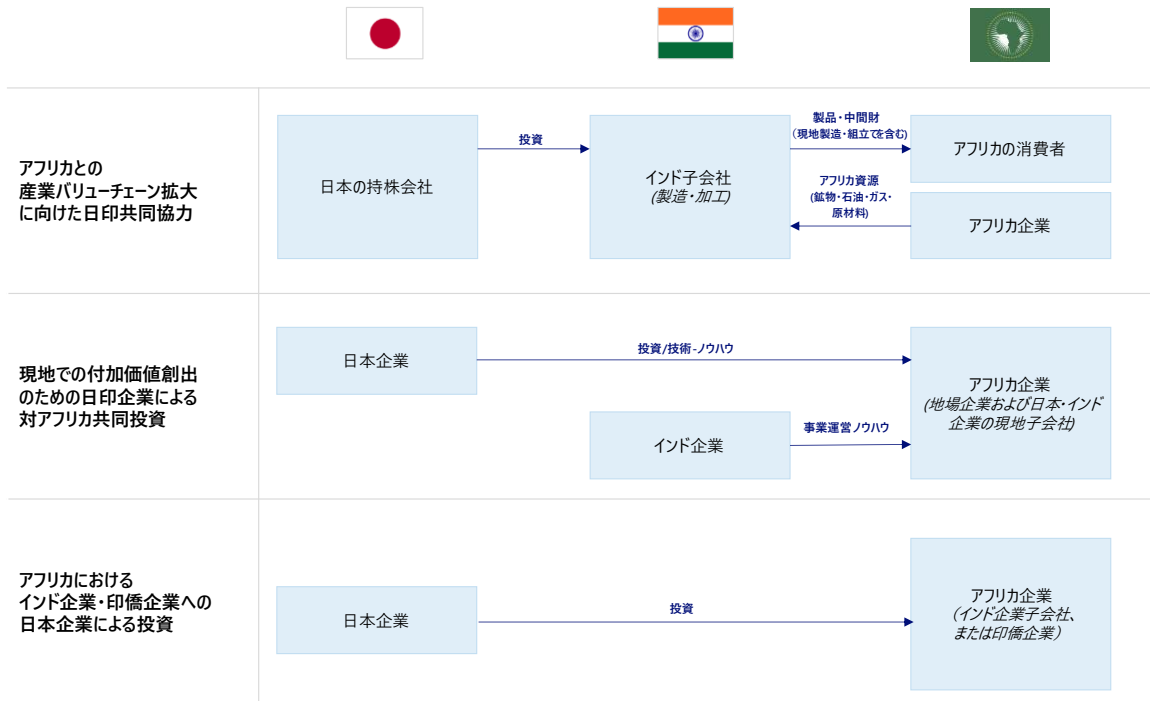 アフリカとの
産業バリューチェーン拡大
に向けた日印共同協力
日本の持株会社
投資
インド子会社
(製造・加工)
製品・中間財
（現地製造・組立てを含む)
アフリカの消費者
アフリカ資源
(鉱物・石油・ガス・
原材料)
アフリカ企業
現地での付加価値創出
のための日印企業による
対アフリカ共同投資
日本企業
投資/技術-ノウハウ
インド企業
事業運営ノウハウ
アフリカ企業
(地場企業および日本・インド
企業の現地子会社)
アフリカにおける
インド企業・印僑企業への
日本企業による投資
日本企業
投資
アフリカ企業
（インド企業子会社、
または印僑企業）